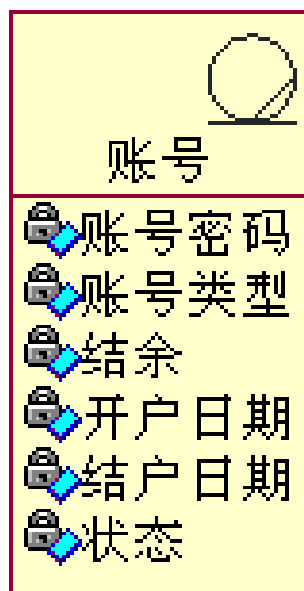 账号
账号密码
账号类型
结余
开户日期
结户日期
状态